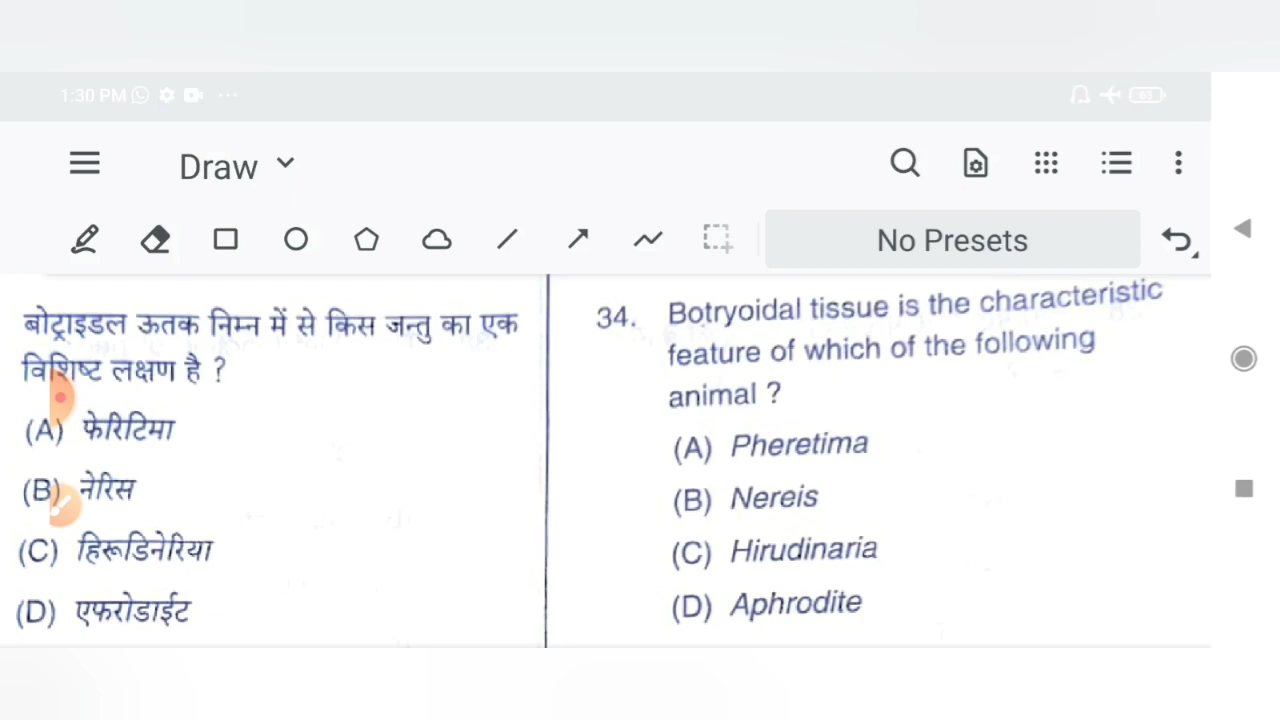 1:30 PM
63
Draw
No Presets
बोट्राइडल ऊतक निम्न में से किस जन्तु का एक
विशिष्ट लक्षण है ?
(A) फेरिटिमा
(B) नेरिस
(C) हिरूडिनेरिया
(D) एफरोडाईट
34. Botryoidal tissue is the characteristic
feature of which of the following
animal ?
(A) Pheretima
(B) Nereis
(C) Hirudinaria
(D) Aphrodite